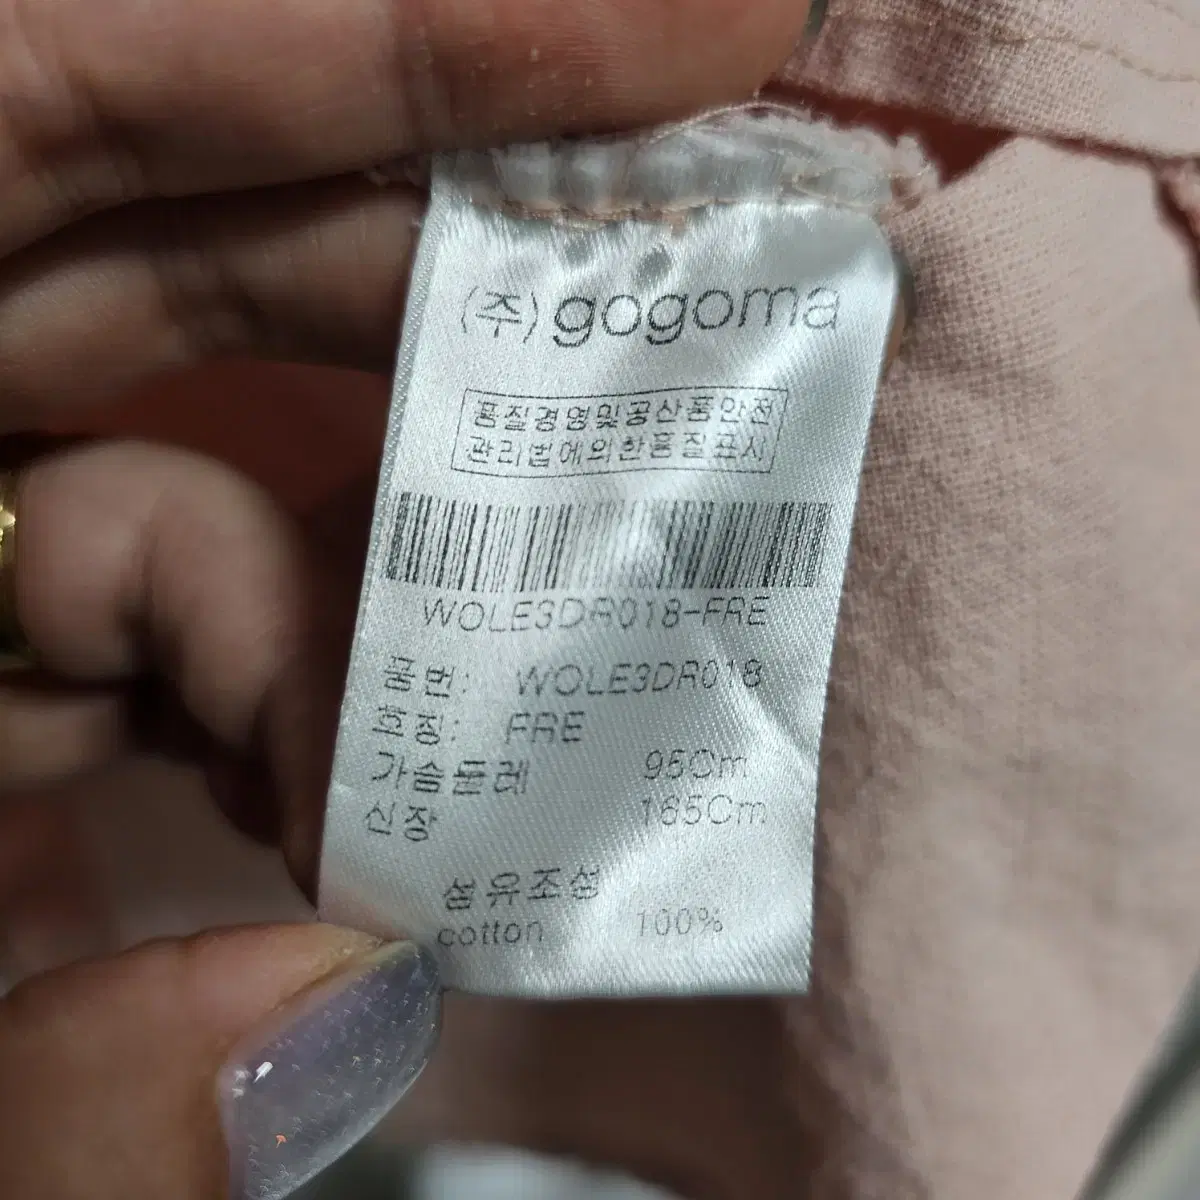 (주)gogoma
품질경영및공산품안전
관리법에의한품질표시
WOLE3DR018-FRE
품번: WOLE3DR018
호칭: FRE
가슴둘레 95Cm
신장 165Cm
섬유조성
cotton 100%